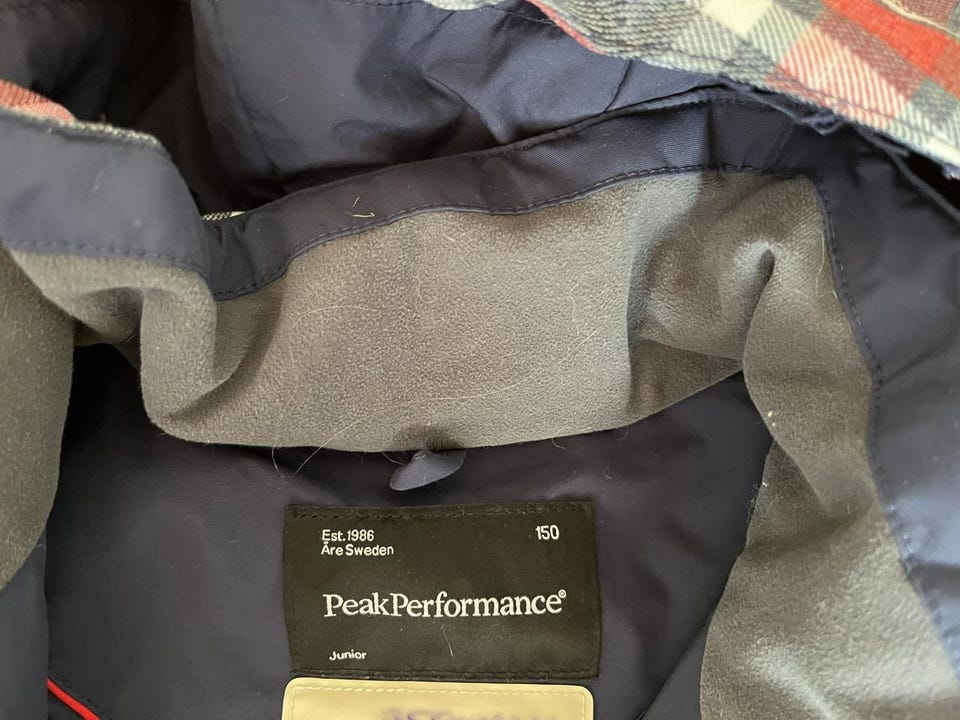 Est.1986
Åre Sweden
150
PeakPerformance®
Junior